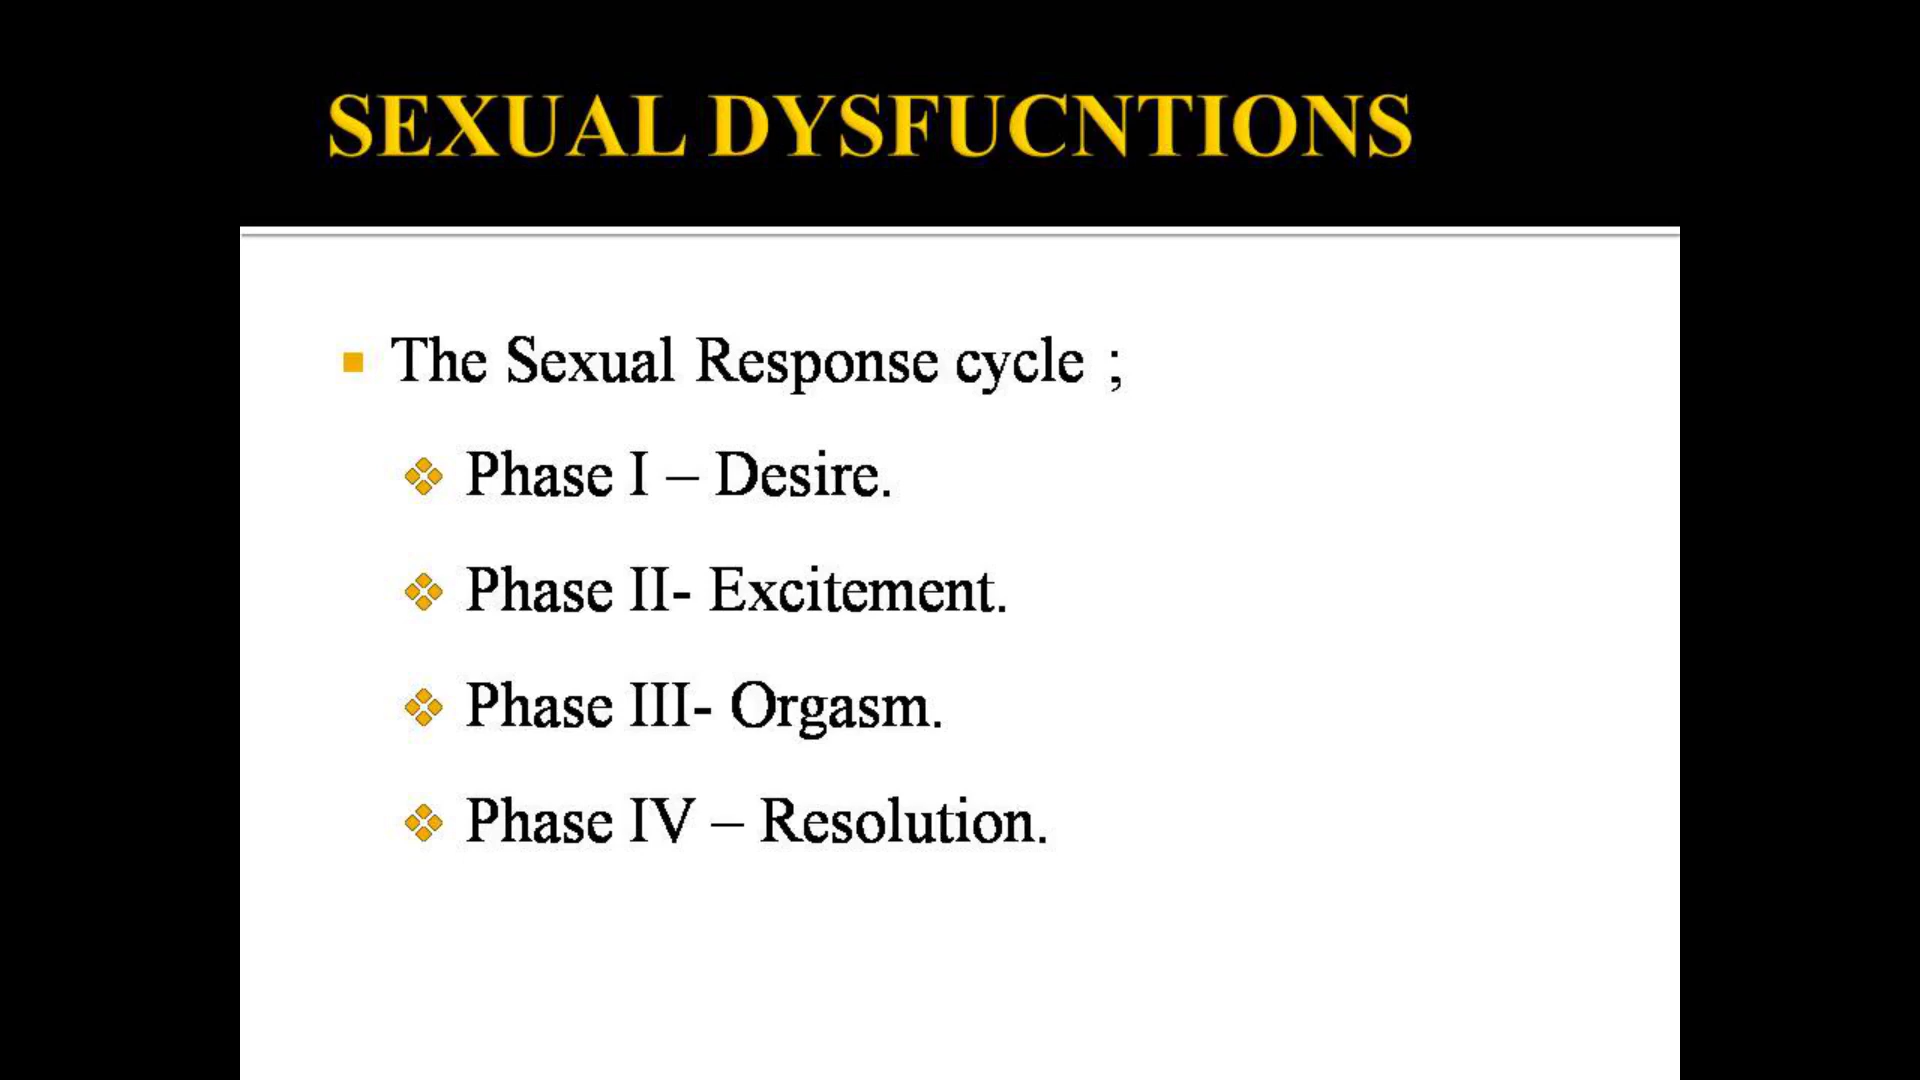 SEXUAL DYSFUCNTIONS
The Sexual Response cycle ;
Phase I – Desire.
Phase II- Excitement.
Phase III- Orgasm.
Phase IV – Resolution.